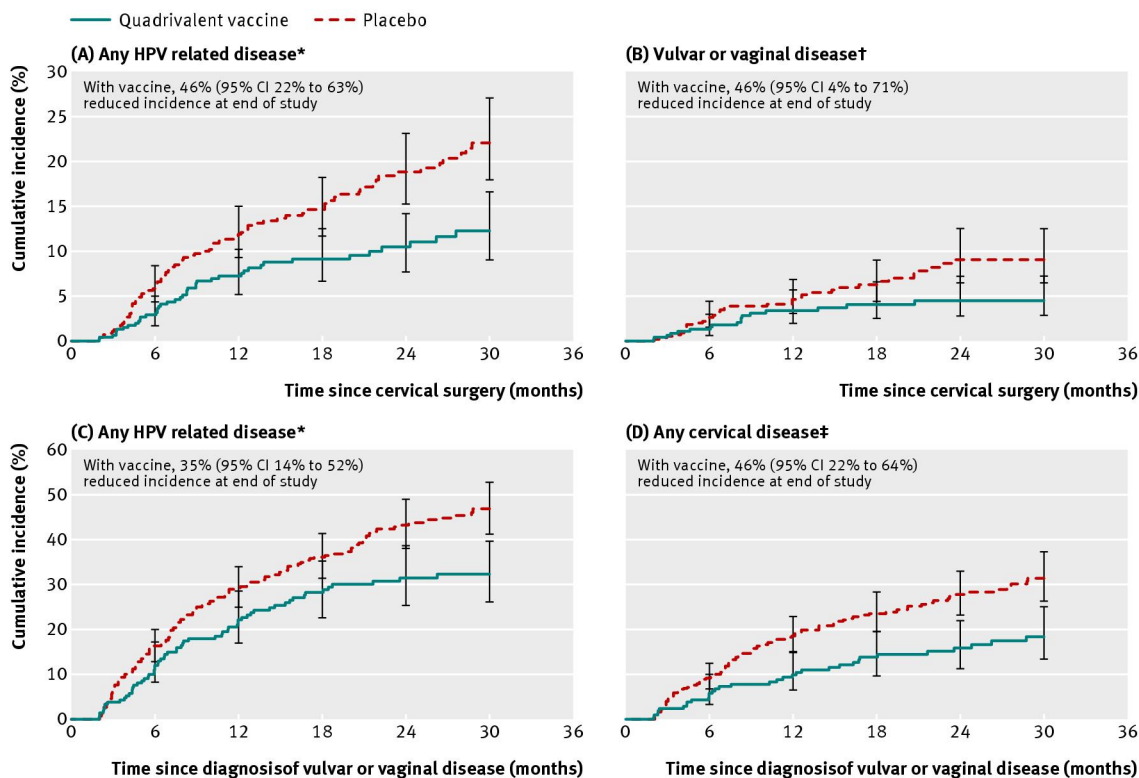 Quadrivalent vaccine Placebo
(A) Any HPV related disease*
With vaccine, 46% (95% CI 22% to 63%)
reduced incidence at end of study
Cumulative incidence (%)
30
25
20
15
10
5
0
0 6 12 18 24 30 36
Time since cervical surgery (months)
(B) Vulvar or vaginal disease†
With vaccine, 46% (95% CI 4% to 71%)
reduced incidence at end of study
0 6 12 18 24 30 36
Time since cervical surgery (months)
(C) Any HPV related disease*
With vaccine, 35% (95% CI 14% to 52%)
reduced incidence at end of study
Cumulative incidence (%)
60
50
40
30
20
10
0
0 6 12 18 24 30 36
Time since diagnosisof vulvar or vaginal disease (months)
(D) Any cervical disease‡
With vaccine, 46% (95% CI 22% to 64%)
reduced incidence at end of study
0 6 12 18 24 30 36
Time since diagnosisof vulvar or vaginal disease (months)